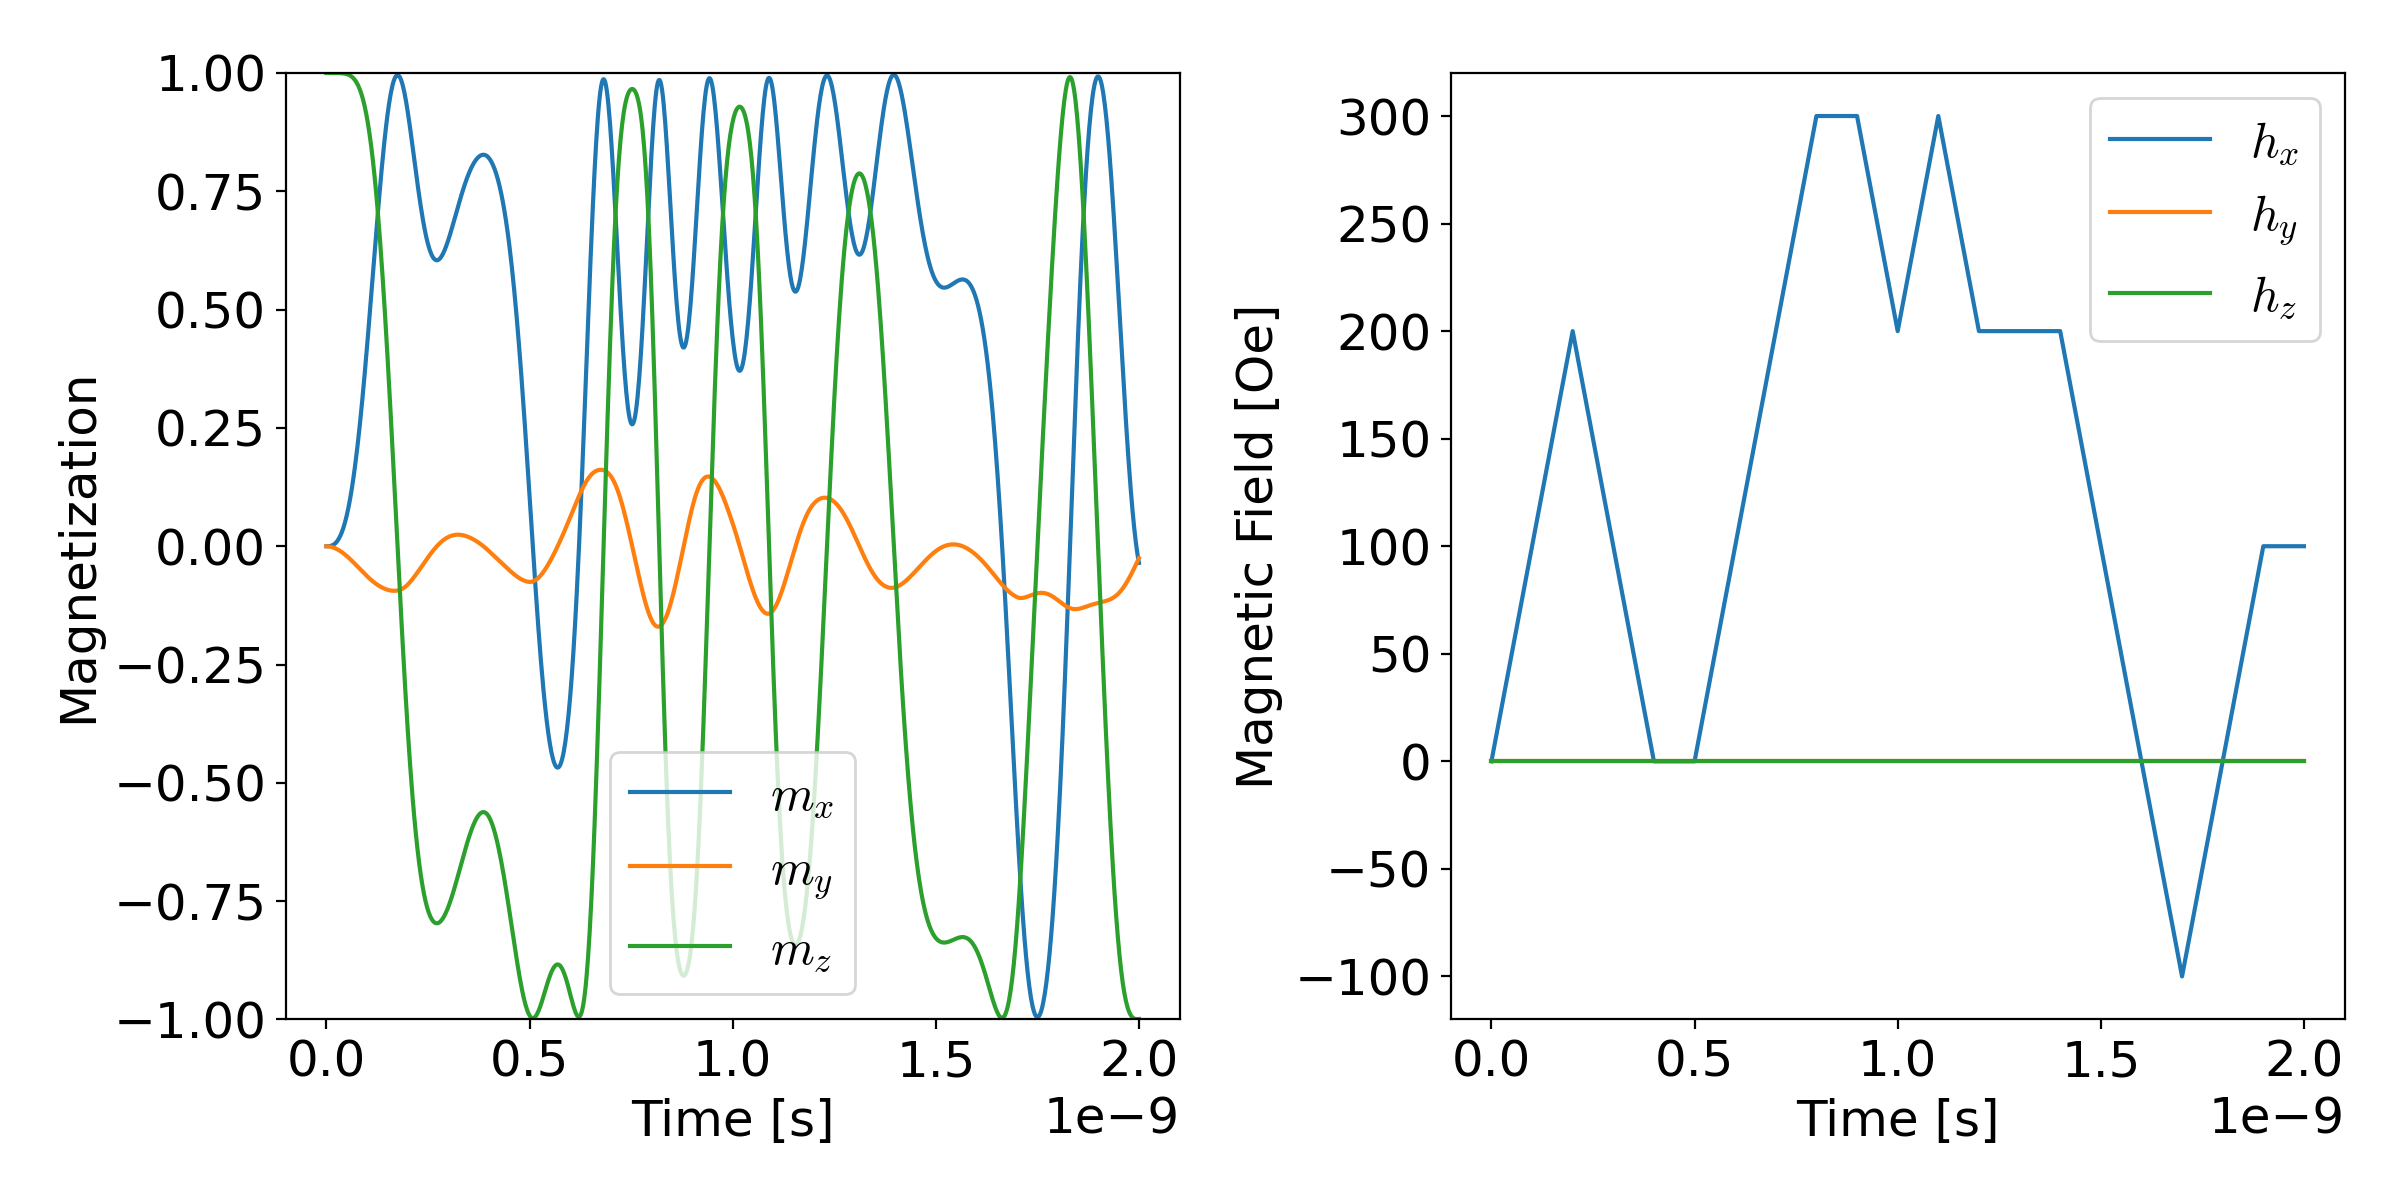 Magnetization
1.00
0.75
0.50
0.25
0.00
−0.25
−0.50
−0.75
−1.00
0.0 0.5 1.0 1.5 2.0
Time [s]
1e−9
m_x
m_y
m_z
Magnetic Field [Oe]
300
250
200
150
100
50
0
−50
−100
0.0 0.5 1.0 1.5 2.0
Time [s]
1e−9
h_x
h_y
h_z